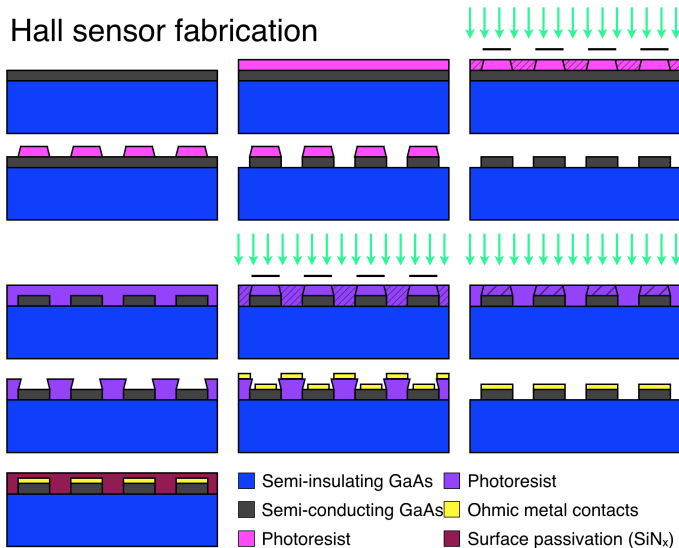 Hall sensor fabrication
Semi-insulating GaAs
Photoresist
Semi-conducting GaAs
Ohmic metal contacts
Photoresist
Surface passivation (SiNₓ)